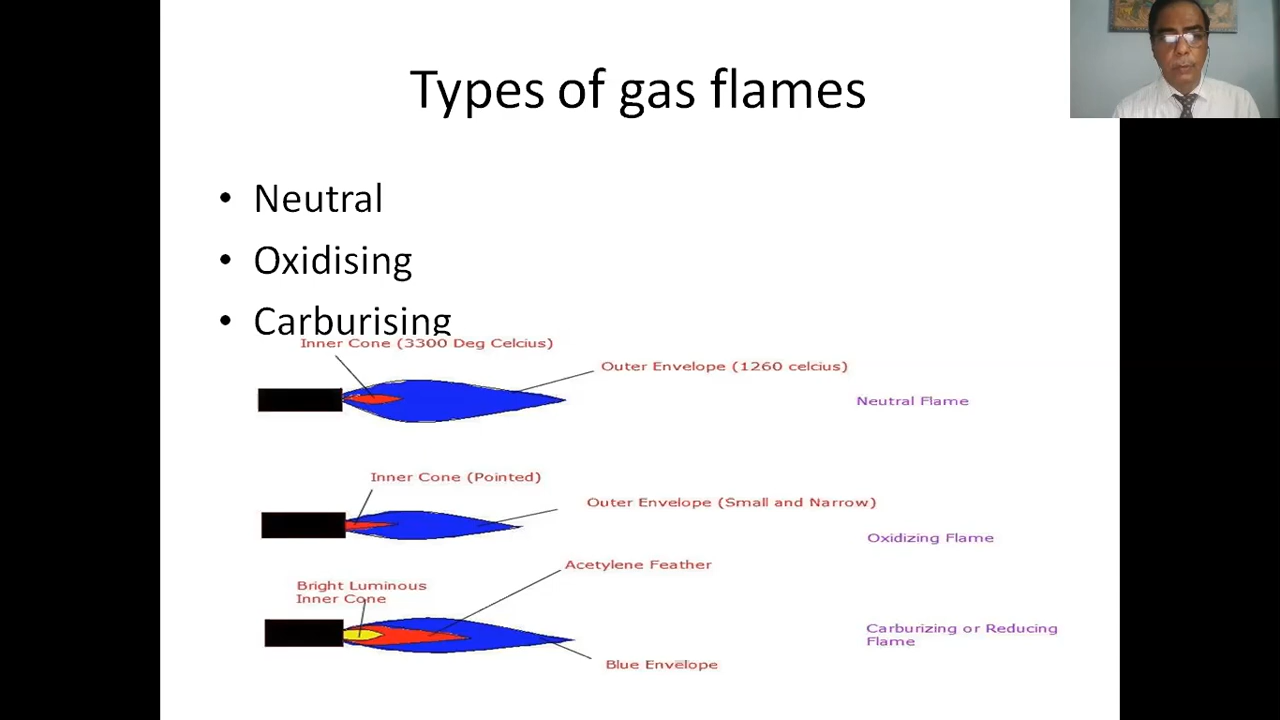 Types of gas flames
• Neutral
• Oxidising
• Carburising
Inner Cone (3300 Deg Celcius)
Outer Envelope (1260 celcius)
Neutral Flame
Inner Cone (Pointed)
Outer Envelope (Small and Narrow)
Oxidizing Flame
Acetylene Feather
Bright Luminous
Inner Cone
Carburizing or Reducing
Flame
Blue Envelope